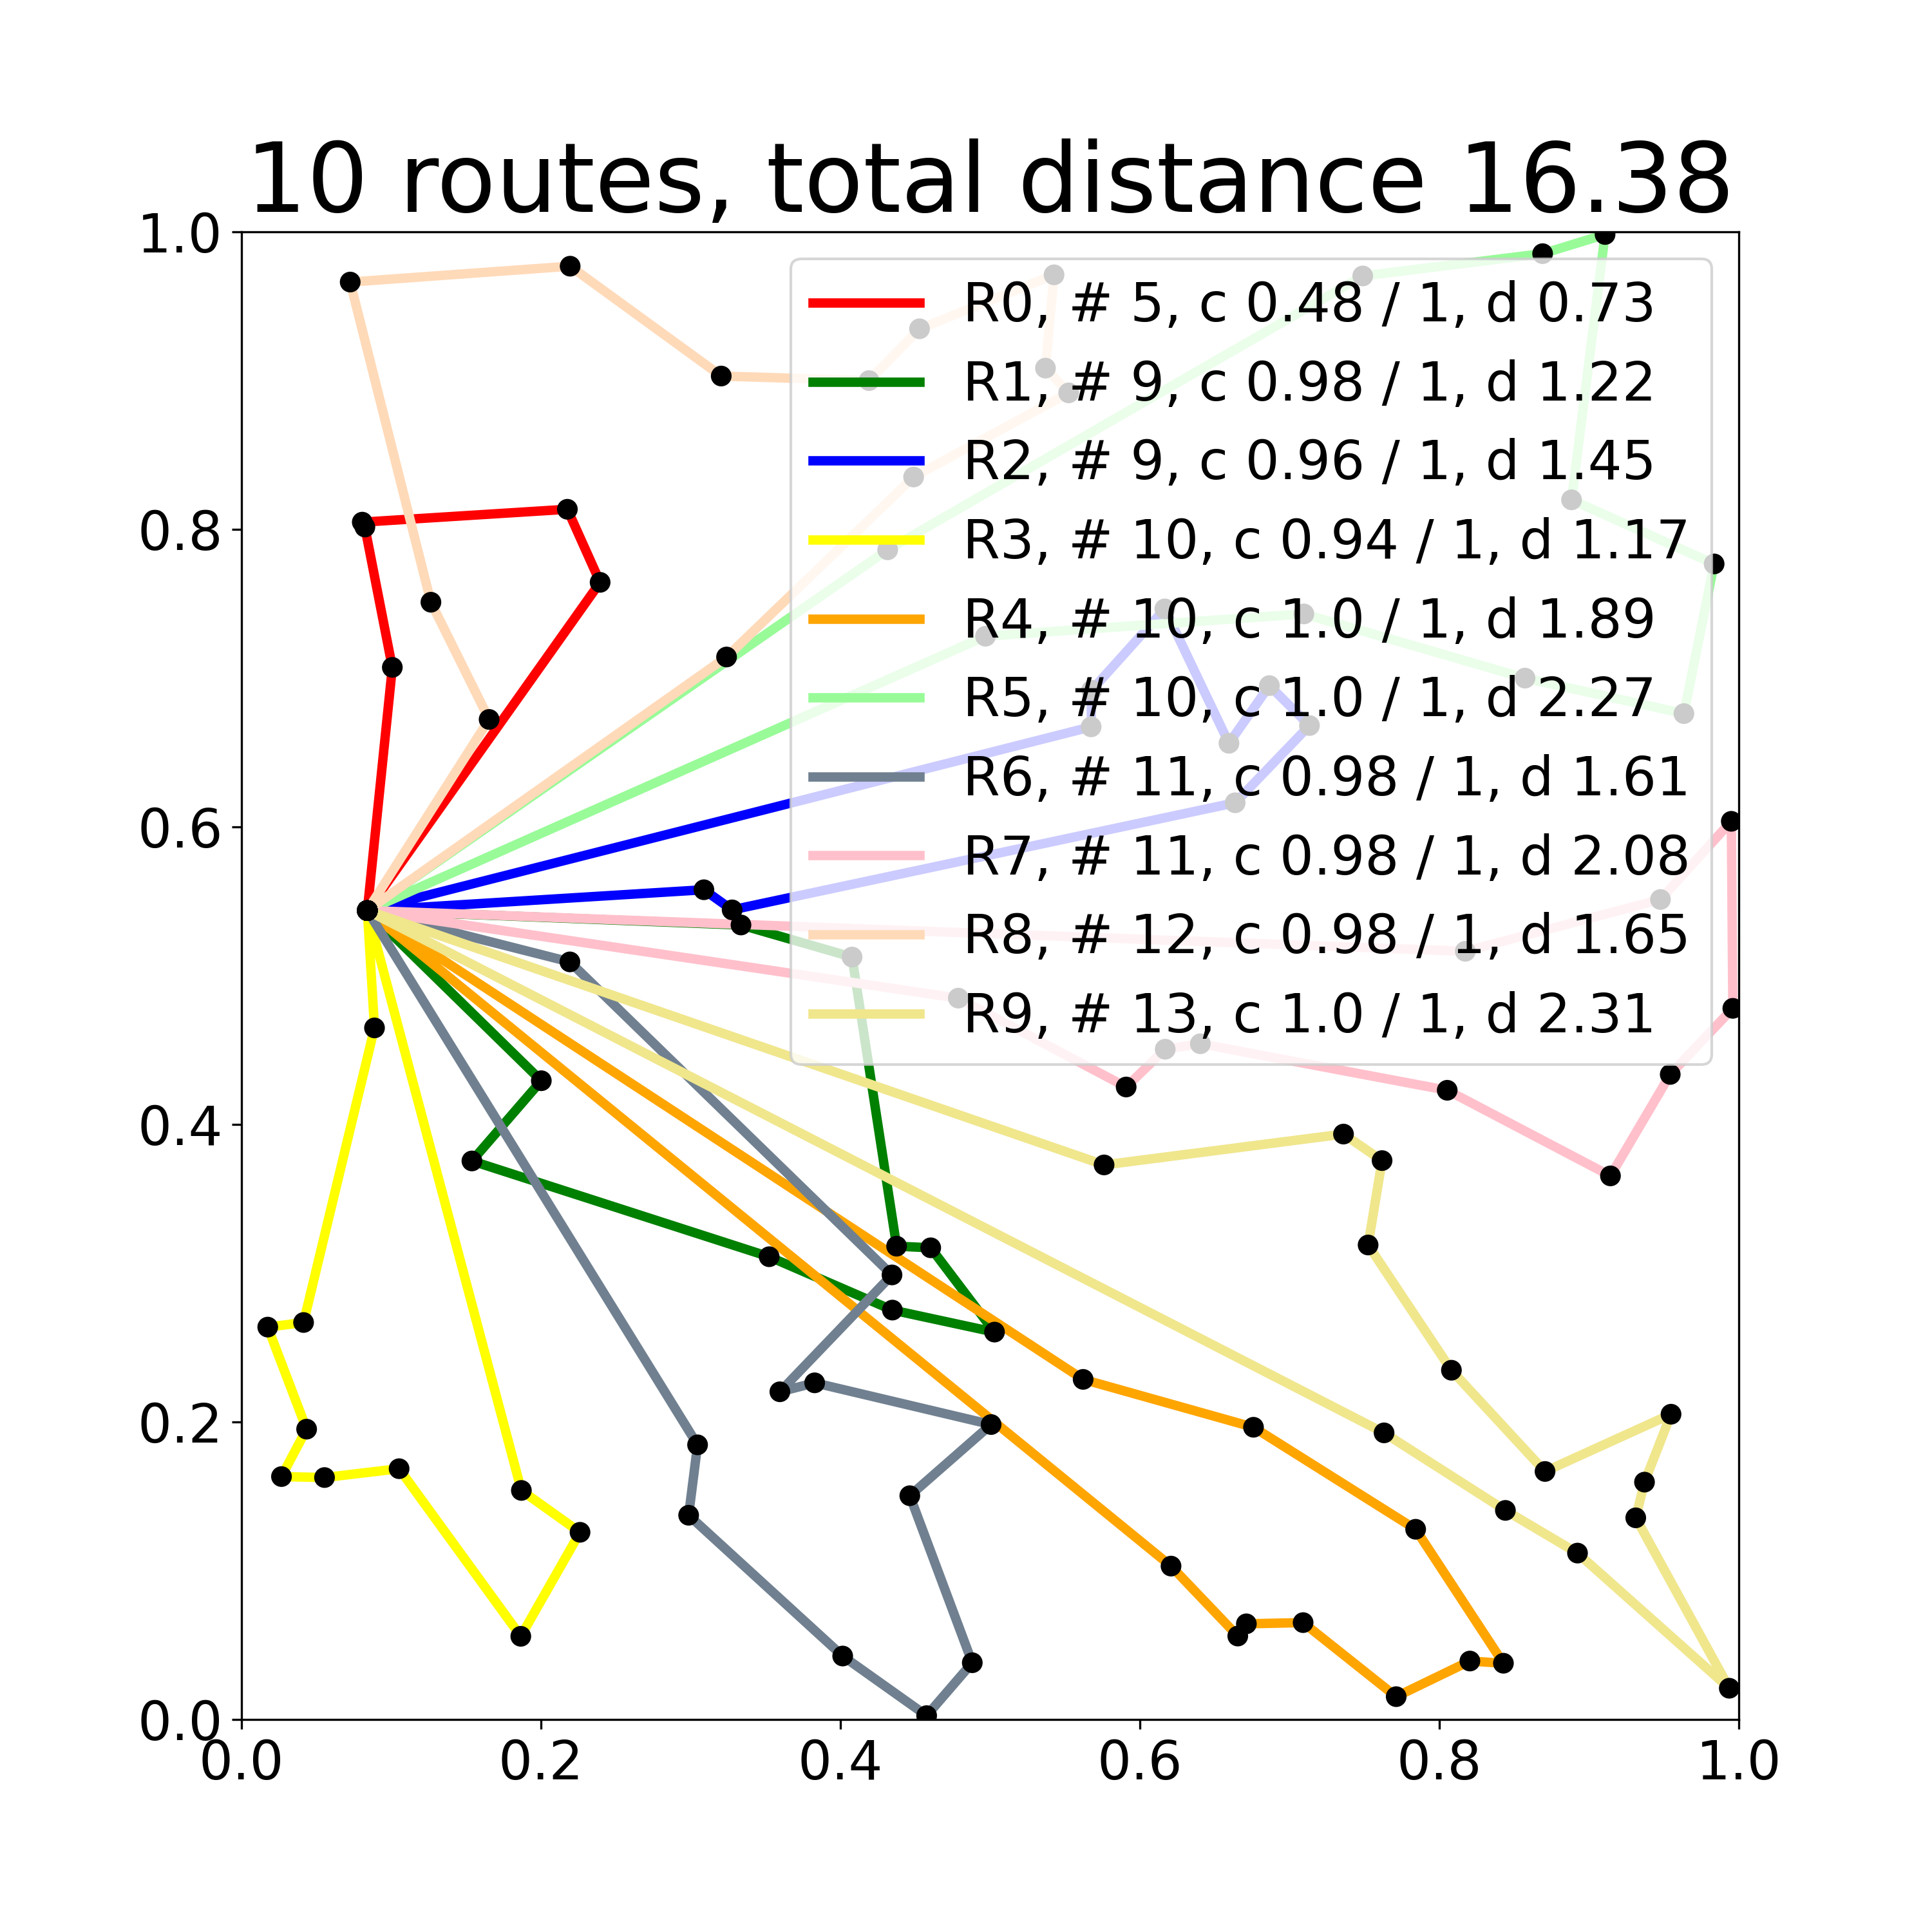 10 routes, total distance 16.38
1.0
0.8
0.6
0.4
0.2
0.0
R0, # 5, c 0.48 / 1, d 0.73
R1, # 9, c 0.98 / 1, d 1.22
R2, # 9, c 0.96 / 1, d 1.45
R3, # 10, c 0.94 / 1, d 1.17
R4, # 10, c 1.0 / 1, d 1.89
R5, # 10, c 1.0 / 1, d 2.27
R6, # 11, c 0.98 / 1, d 1.61
R7, # 11, c 0.98 / 1, d 2.08
R8, # 12, c 0.98 / 1, d 1.65
R9, # 13, c 1.0 / 1, d 2.31
0.0 0.2 0.4 0.6 0.8 1.0